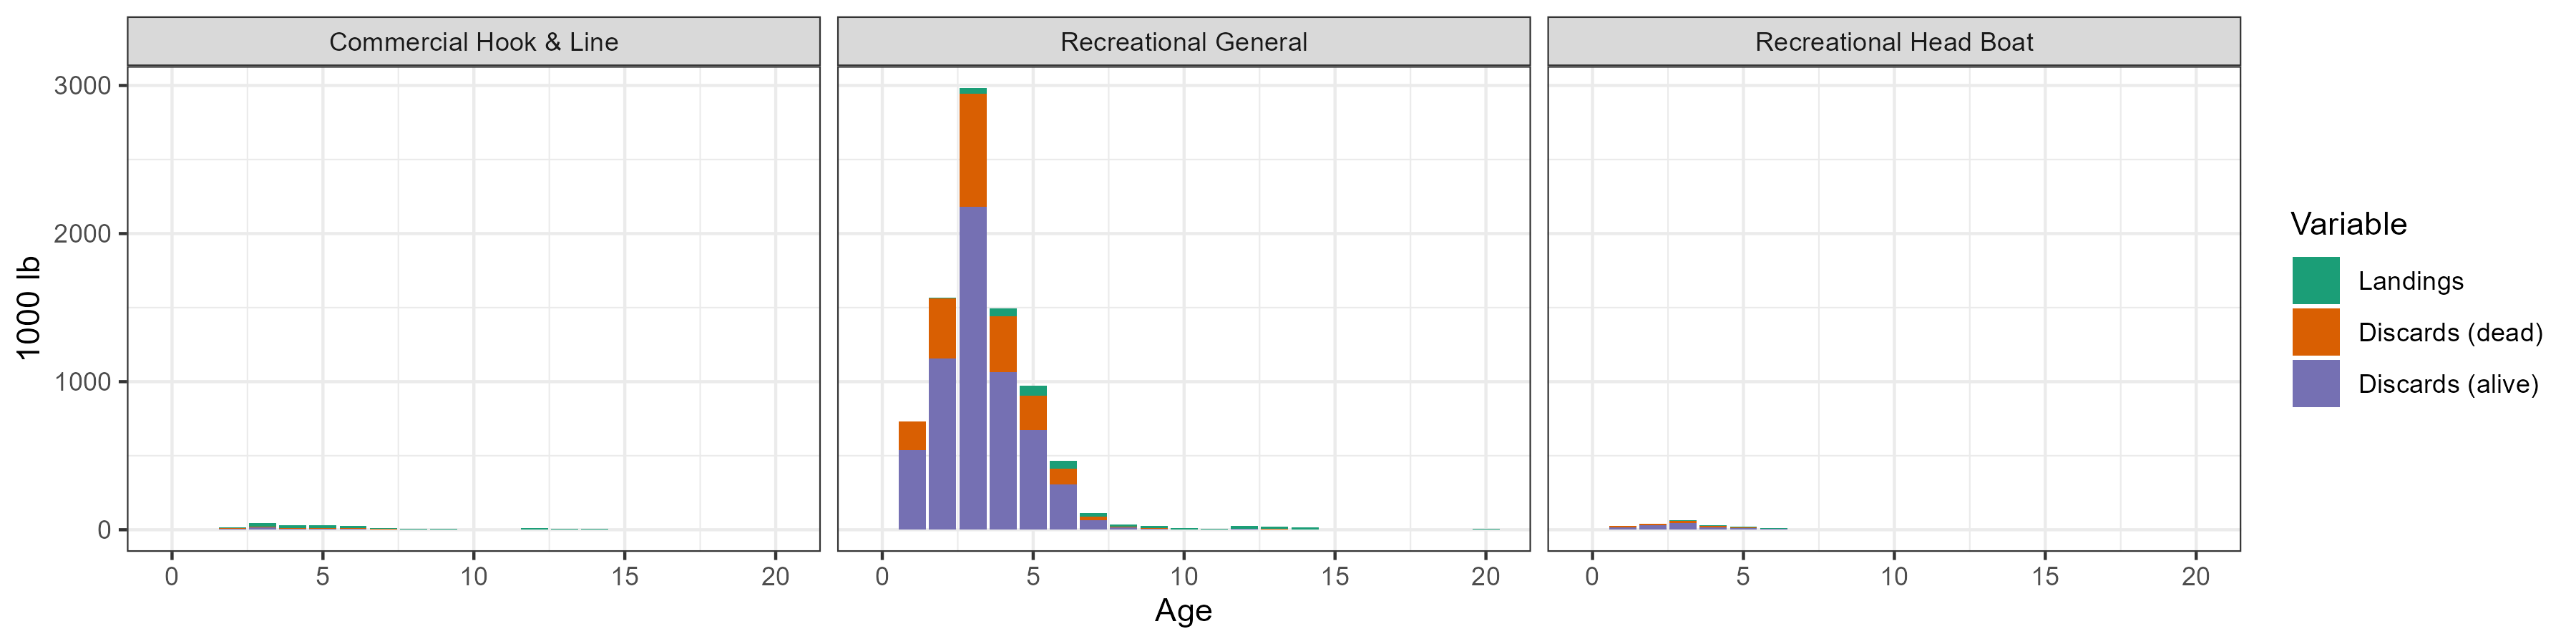 Commercial Hook & Line
Recreational General
Recreational Head Boat
3000
2000
1000
0
1000 lb
0 5 10 15 20
0 5 10 15 20
0 5 10 15 20
Age
Variable
Landings
Discards (dead)
Discards (alive)